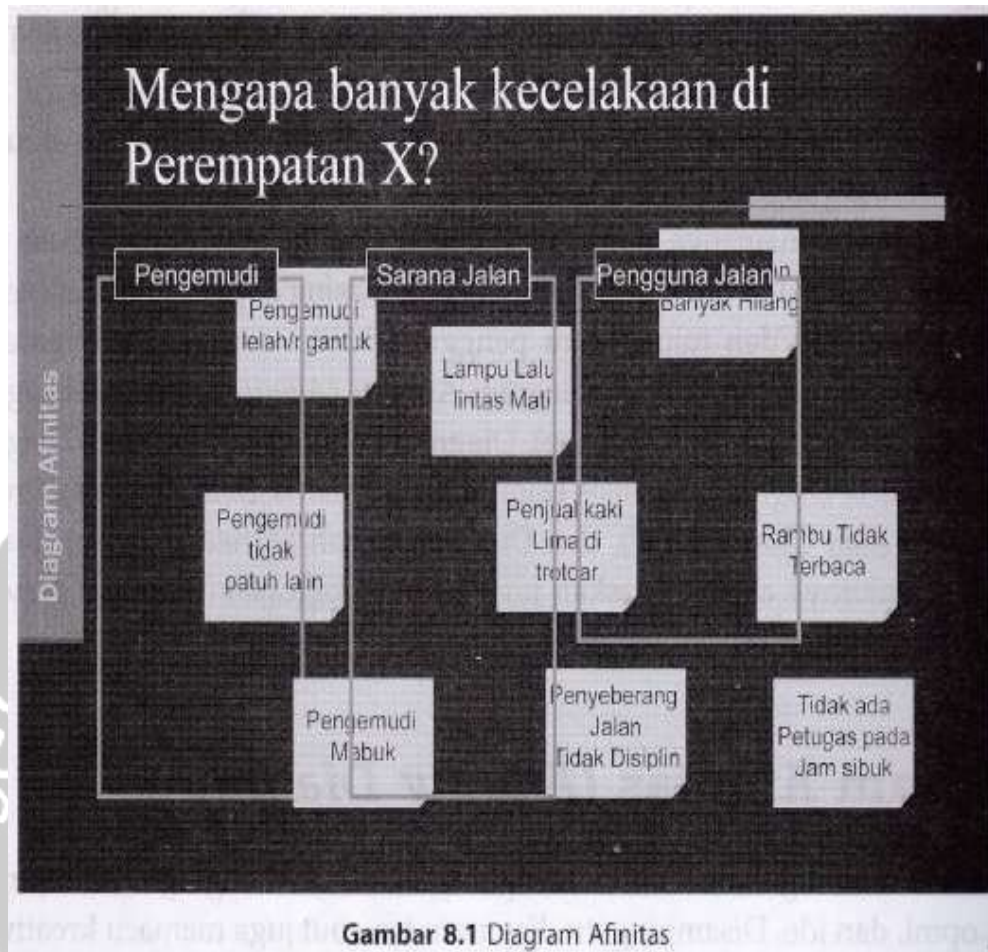 Mengapa banyak kecelakaan di
Perempatan X?
Diagram Afinitas
Pengemudi
Sarana Jalan
Pengguna Jalan
Banyak Hilang
Pengemudi
lelah/ngantuk
Lampu Lalu
lintas Mati
Pengemudi
tidak
patuh lalin
Penjual kaki
Lima di
trotoar
Rambu Tidak
Terbaca
Pengemudi
Mabuk
Penyeberang
Jalan
Tidak Disiplin
Tidak ada
Petugas pada
Jam sibuk
Gambar 8.1 Diagram Afinitas